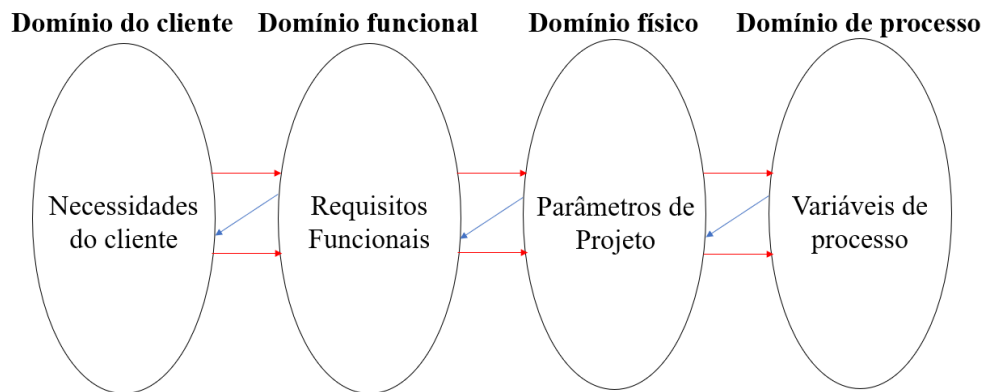 Domínio do cliente
Domínio funcional
Domínio físico
Domínio de processo
Necessidades
do cliente
Requisitos
Funcionais
Parâmetros de
Projeto
Variáveis de
processo